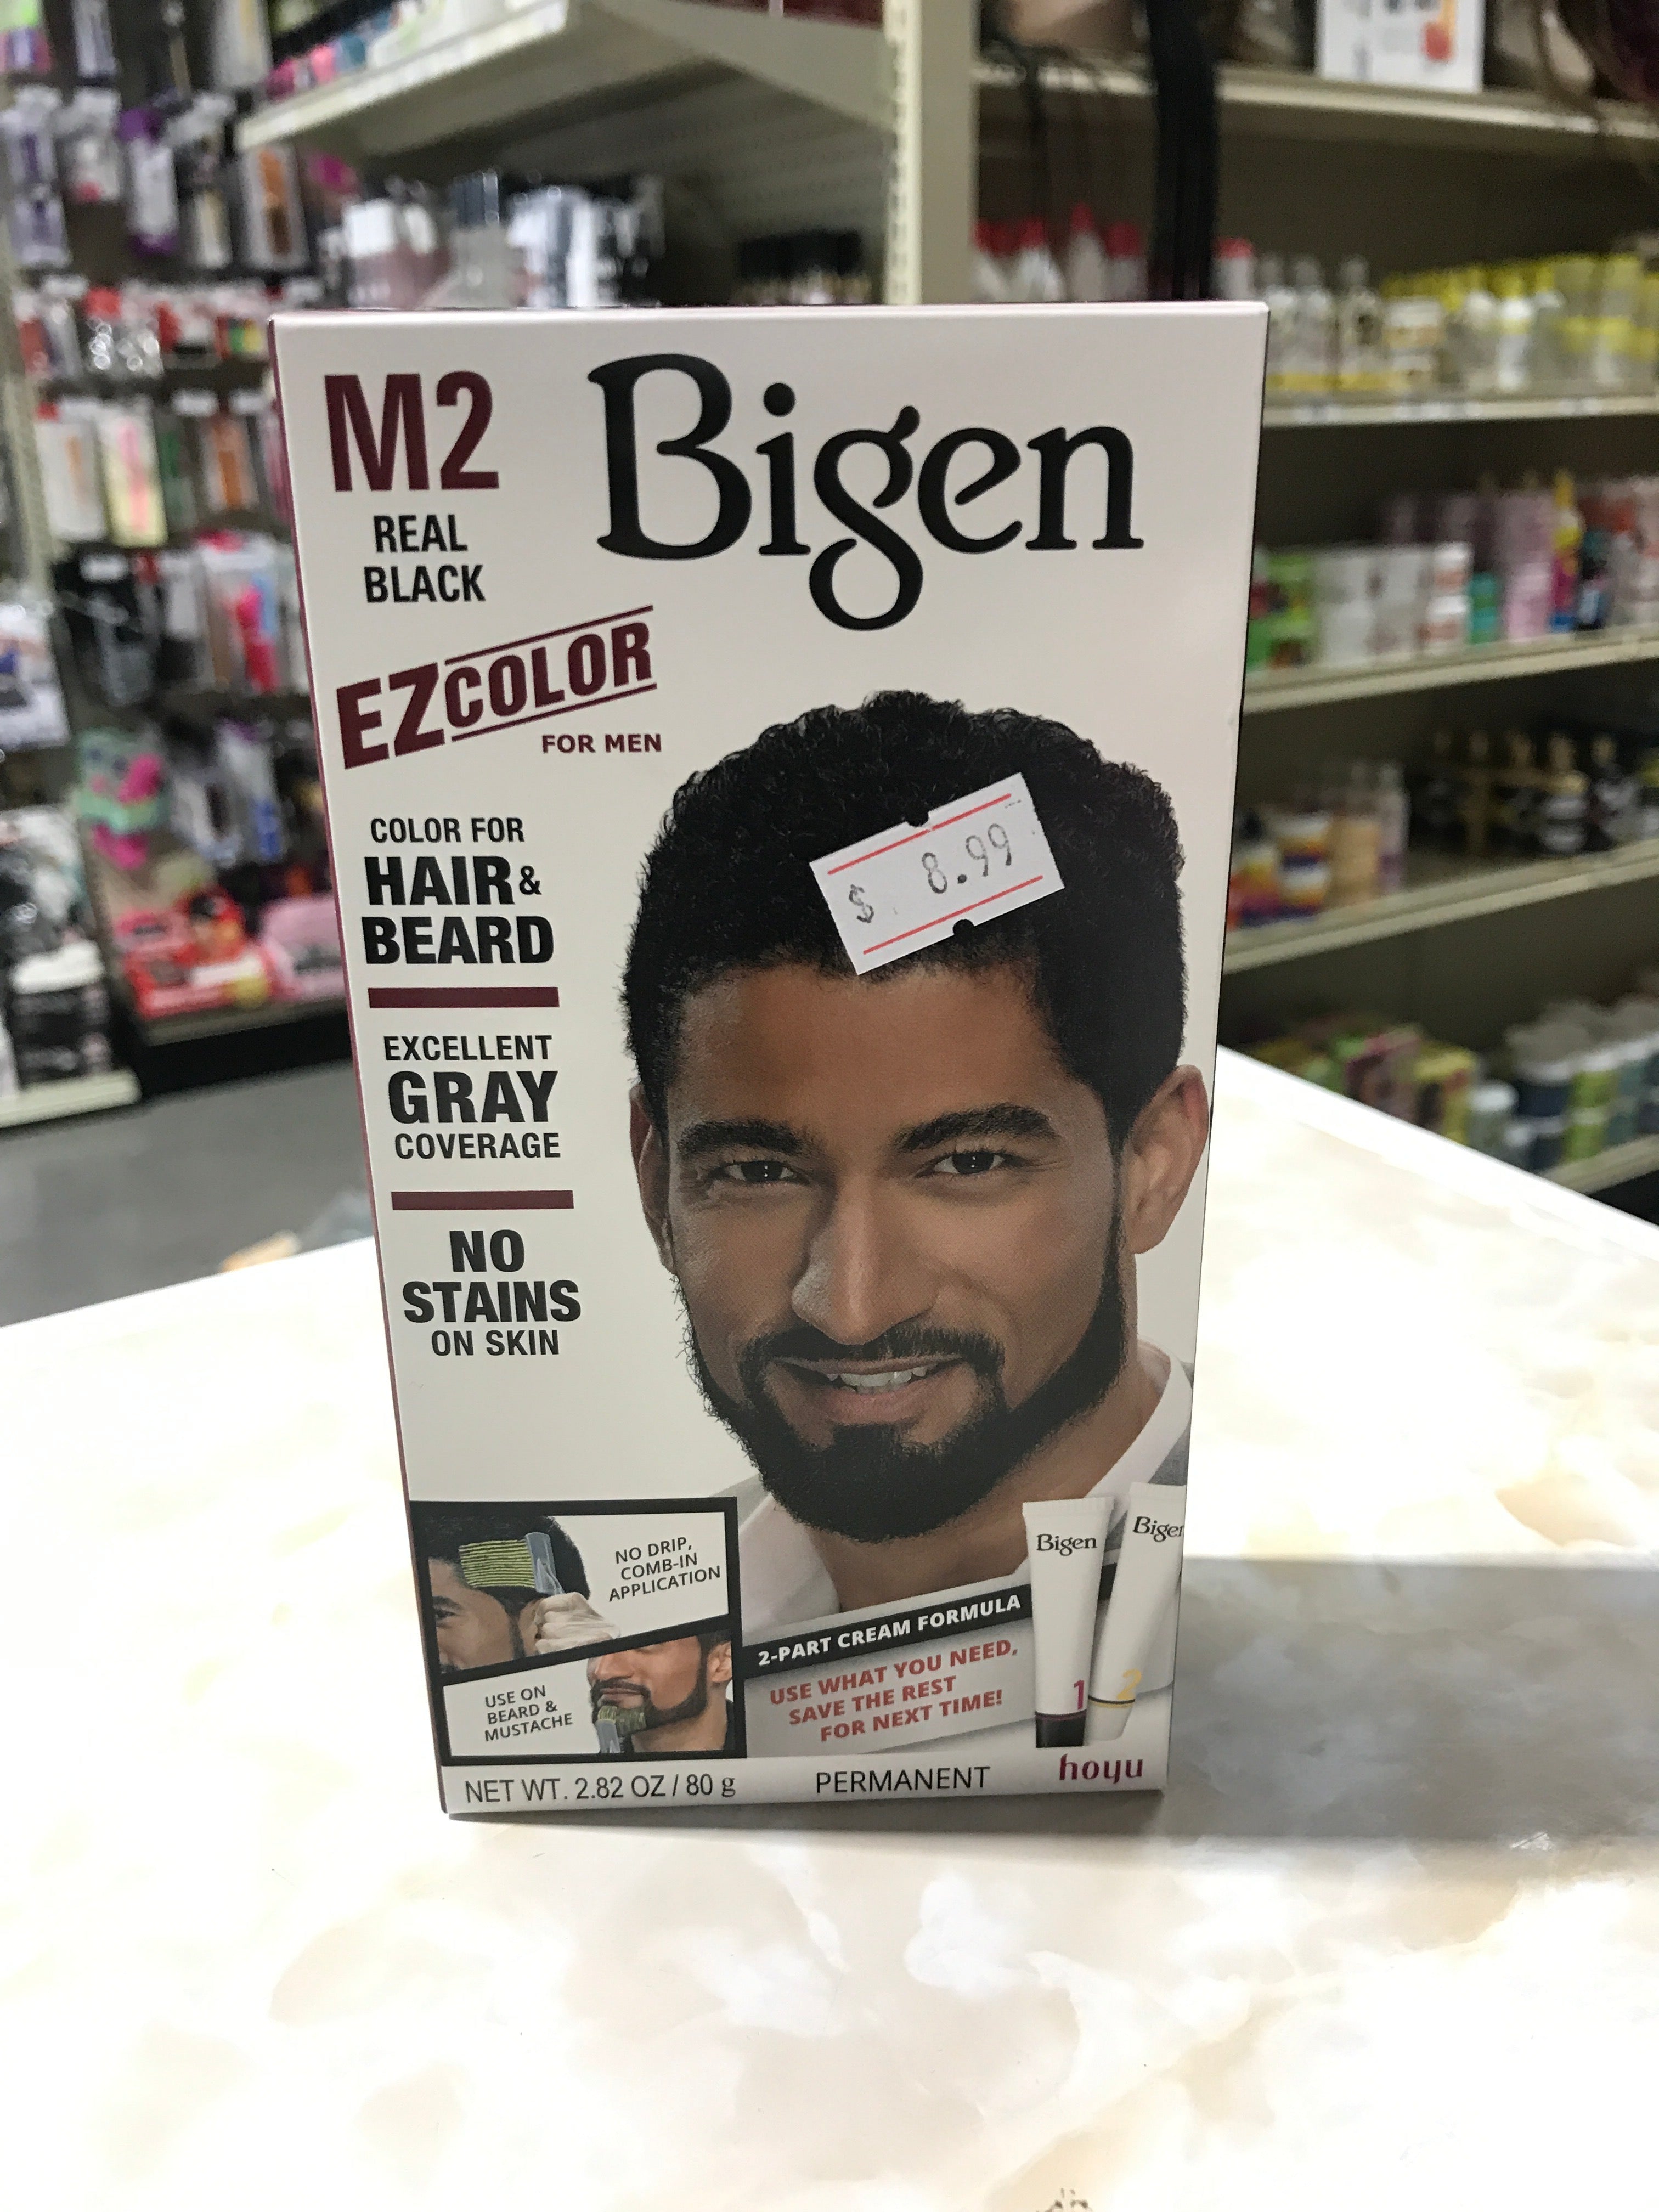 M2
REAL
BLACK
Bigen
EZCOLOR
FOR MEN
$ 8.99
COLOR FOR
HAIR&
BEARD
EXCELLENT
GRAY
COVERAGE
NO
STAINS
ON SKIN
NO DRIP,
COMB-IN
APPLICATION
USE ON
BEARD &
MUSTACHE
2-PART CREAM FORMULA
USE WHAT YOU NEED,
SAVE THE REST
FOR NEXT TIME!
Bigen
1
Bigen
2
NET WT. 2.82 OZ / 80 g
PERMANENT
hoyu